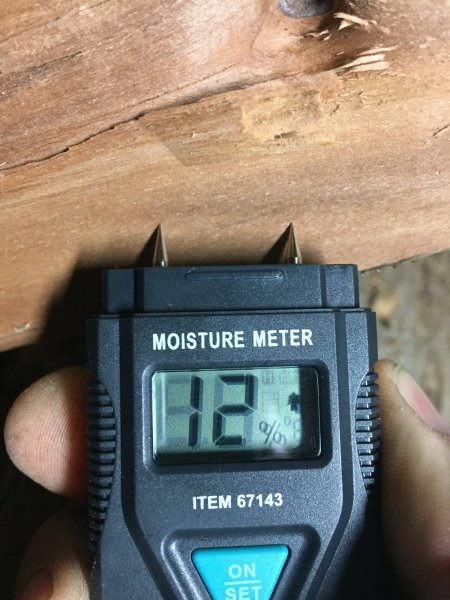 MOISTURE METER
12 %
ITEM 67143
ON
SET